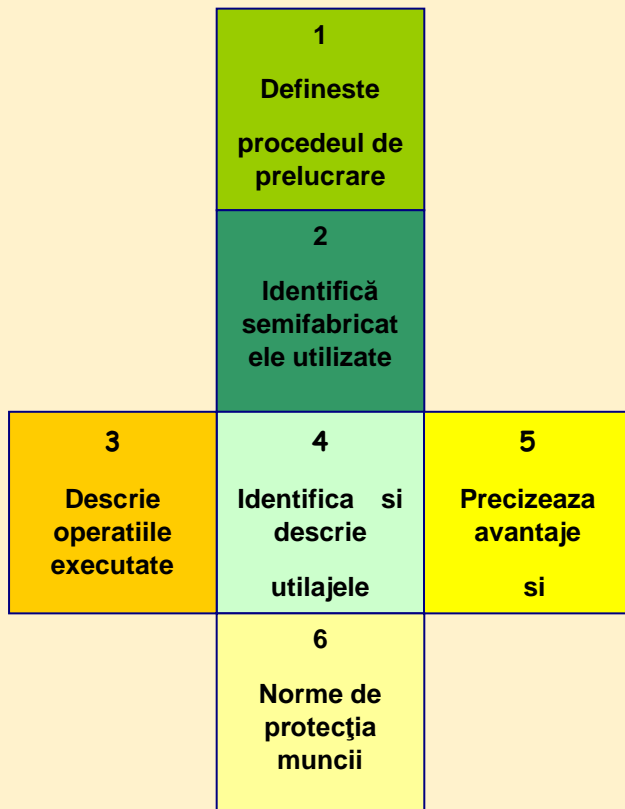 1
Defineste
procedeul de
prelucrare
2
Identifică
semifabricat
ele utilizate
3
Descrie
operatiile
executate
4
Identifica si
descrie
utilajele
5
Precizeaza
avantaje
si
6
Norme de
protecţia
muncii